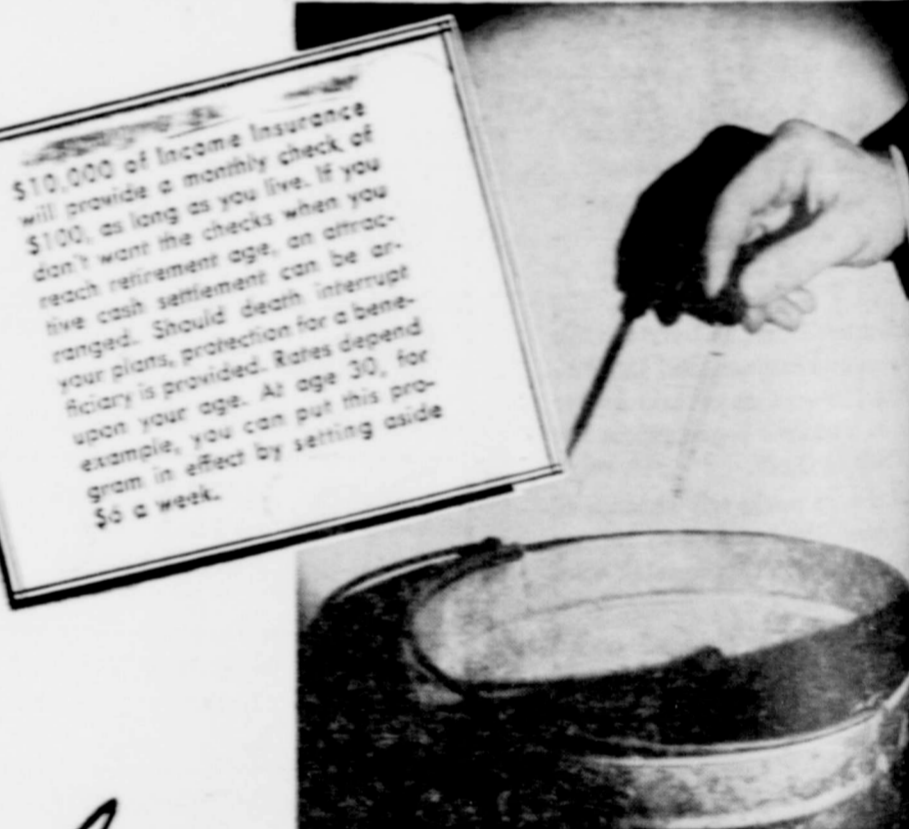 $10,000 of Income Insurance
will provide a monthly check of
$100, as long as you live. If you
don't want the checks when you
reach retirement age, an attrac-
tive cash settlement can be ar-
ranged. Should death interrupt
your plans, protection for a bene-
ficiary is provided. Rates depend
upon your age. At age 30, for
example, you can put this pro-
gram in effect by setting aside
$6 a week.